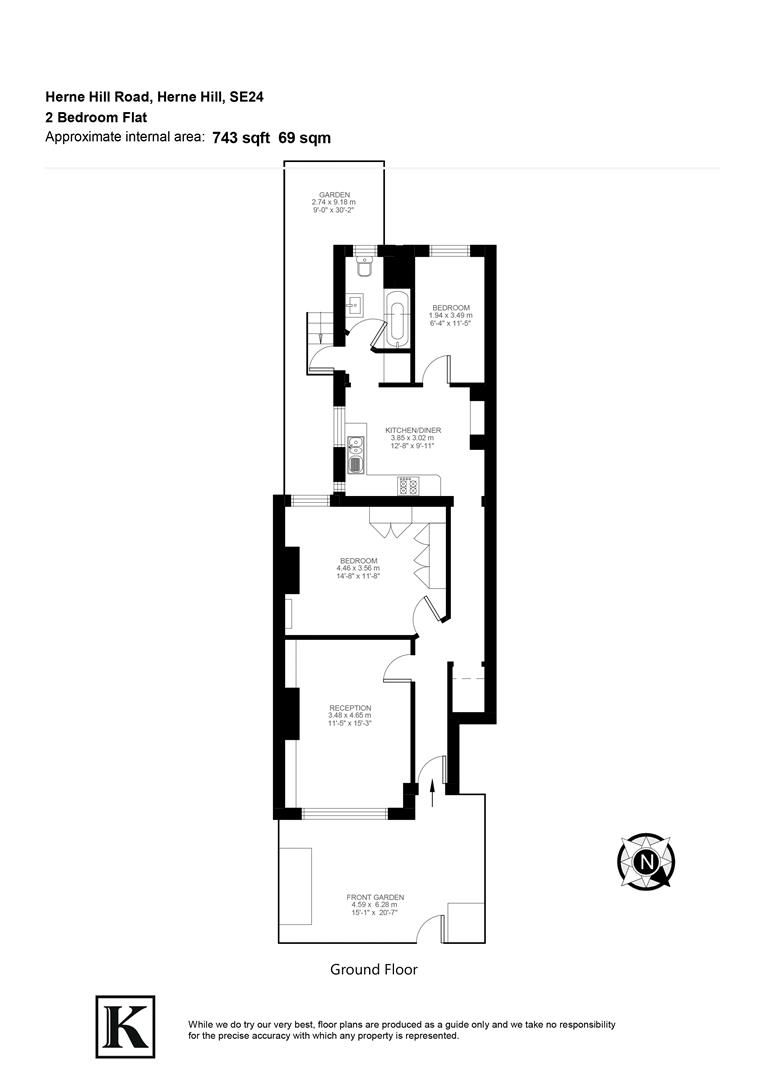 Herne Hill Road, Herne Hill, SE24
2 Bedroom Flat
Approximate internal area: 743 sqft 69 sqm
GARDEN
2.74 x 9.18 m
9'-0" x 30'-2"
BEDROOM
1.94 x 3.49 m
6'-4" x 11'-5"
KITCHEN/DINER
3.85 x 3.02 m
12'-8" x 9'-11"
BEDROOM
4.46 x 3.56 m
14'-8" x 11'-8"
RECEPTION
3.48 x 4.65 m
11'-5" x 15'-3"
N
FRONT GARDEN
4.59 x 6.28 m
15'-1" x 20'-7"
Ground Floor
K
While we do try our very best, floor plans are produced as a guide only and we take no responsibility
for the precise accuracy with which any property is represented.